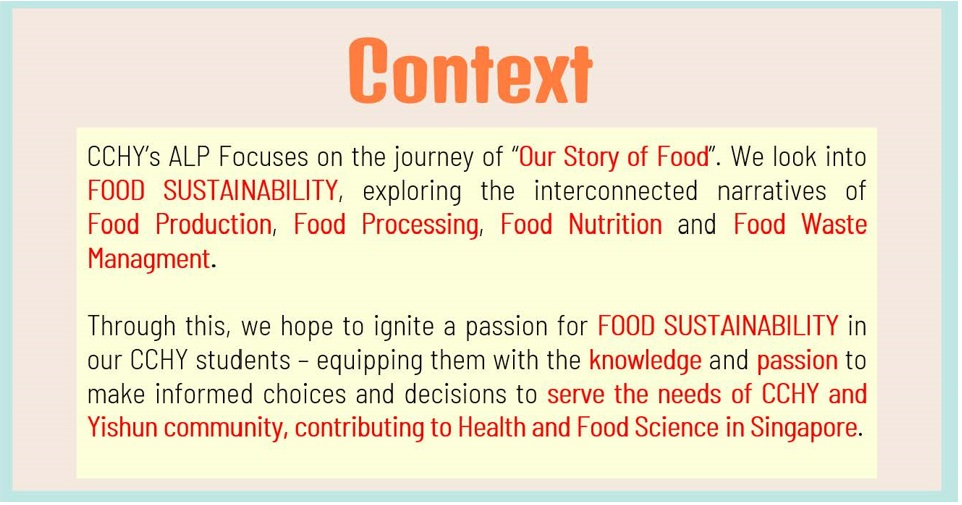 Context
CCHY’s ALP Focuses on the journey of “Our Story of Food”. We look into
FOOD SUSTAINABILITY, exploring the interconnected narratives of
Food Production, Food Processing, Food Nutrition and Food Waste
Managment.
Through this, we hope to ignite a passion for FOOD SUSTAINABILITY in
our CCHY students – equipping them with the knowledge and passion to
make informed choices and decisions to serve the needs of CCHY and
Yishun community, contributing to Health and Food Science in Singapore.